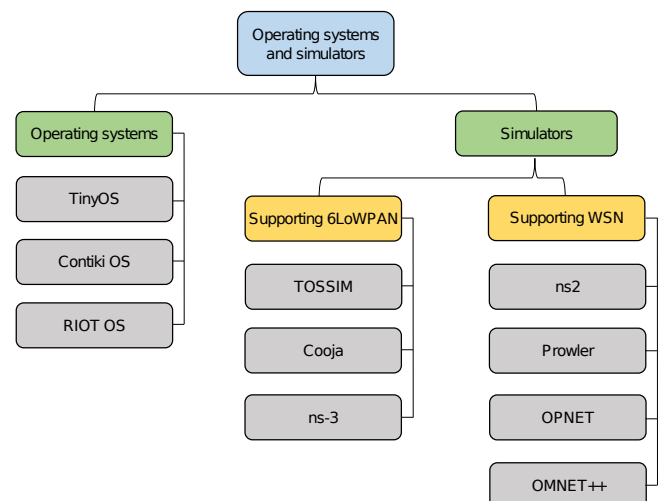 Operating systems
and simulators
Operating systems
Simulators
TinyOS
Contiki OS
RIOT OS
Supporting 6LoWPAN
Supporting WSN
TOSSIM
Cooja
ns-3
ns2
Prowler
OPNET
OMNET++